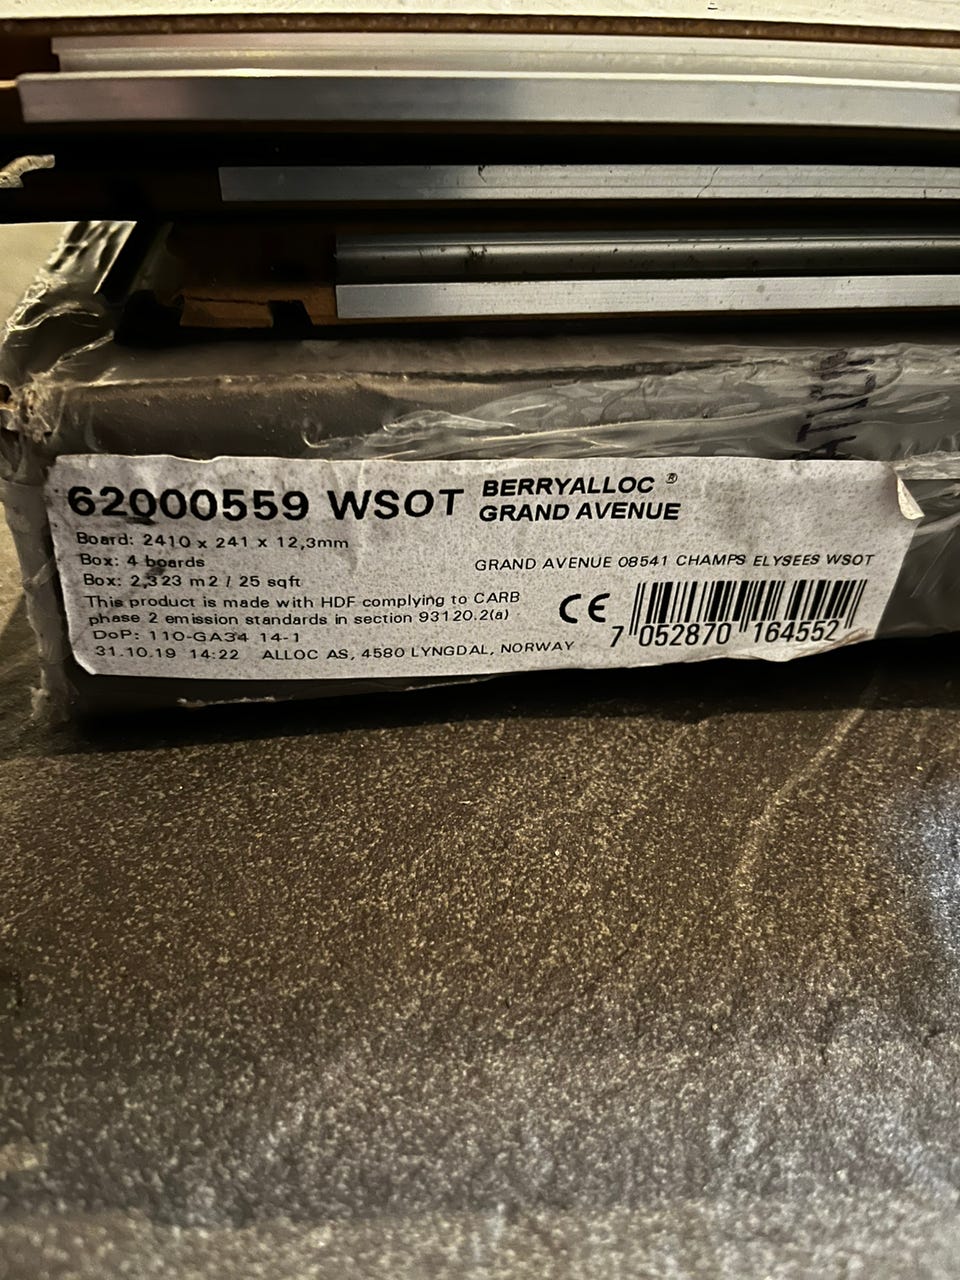 62000559 WSOT BERRYALLOC ®
GRAND AVENUE
Board: 2410 x 241 x 12,3mm
Box: 4 boards
GRAND AVENUE 08541 CHAMPS ELYSEES WSOT
Box: 2,323 m2 / 25 sqft
This product is made with HDF complying to CARB
phase 2 emission standards in section 93120.2(a)
CE
DoP: 110-GA34 14-1
7 052870 164552
31.10.19 14:22 ALLOC AS, 4580 LYNGDAL, NORWAY